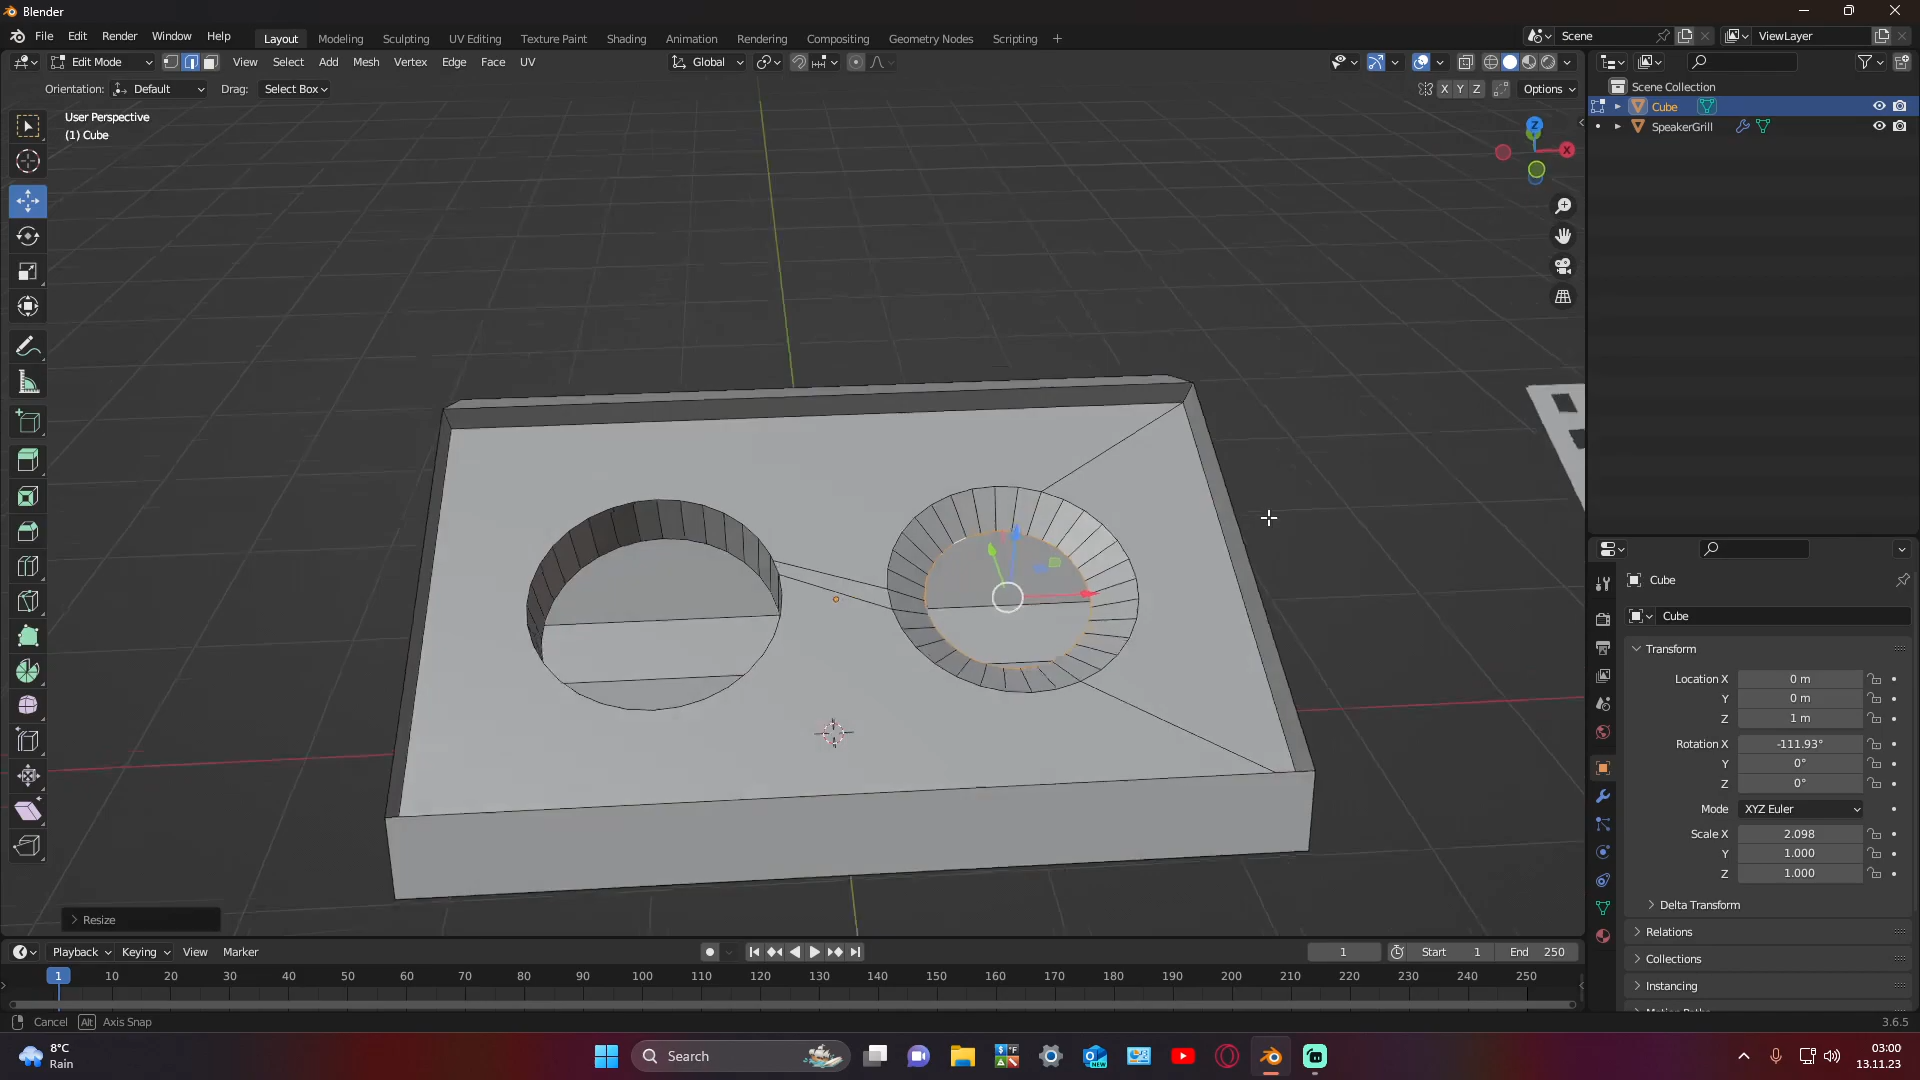 Blender
File Edit Render Window Help
Layout Modeling Sculpting UV Editing Texture Paint Shading Animation Rendering Compositing Geometry Nodes Scripting +
Scene
ViewLayer
Edit Mode View Select Add Mesh Vertex Edge Face UV
Global
Orientation: Default Drag: Select Box
X Y Z Options
User Perspective
(1) Cube
Z
X
Scene Collection
Cube
SpeakerGrill
Cube
Cube
Transform
Location X 0 m
Y 0 m
Z 1 m
Rotation X -111.93°
Y 0°
Z 0°
Mode XYZ Euler
Scale X 2.098
Y 1.000
Z 1.000
Delta Transform
Relations
Collections
Instancing
Resize
Playback Keying View Marker
1 Start 1 End 250
1 10 20 30 40 50 60 70 80 90 100 110 120 130 140 150 160 170 180 190 200 210 220 230 240 250
Cancel Alt Axis Snap
3.6.5
8°C
Rain
Search
NEW
03:00
13.11.23